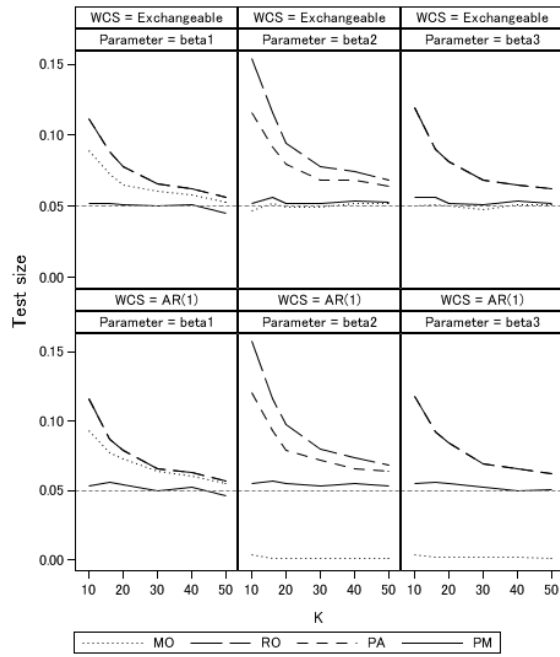 WCS = Exchangeable WCS = Exchangeable WCS = Exchangeable
Parameter = beta1 Parameter = beta2 Parameter = beta3
0.15
0.10
0.05
0.00
Test size
WCS = AR(1) WCS = AR(1) WCS = AR(1)
Parameter = beta1 Parameter = beta2 Parameter = beta3
0.15
0.10
0.05
0.00
10 20 30 40 50 10 20 30 40 50 10 20 30 40 50
K
MO RO PA PM